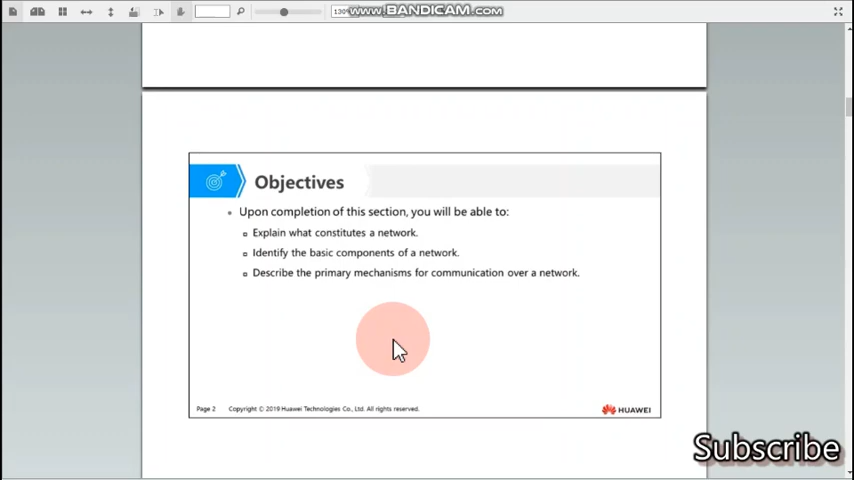 130%
www.BANDICAM.com
Objectives
Upon completion of this section, you will be able to:
Explain what constitutes a network.
Identify the basic components of a network.
Describe the primary mechanisms for communication over a network.
Page 2 Copyright © 2019 Huawei Technologies Co., Ltd. All rights reserved.
HUAWEI
Subscribe